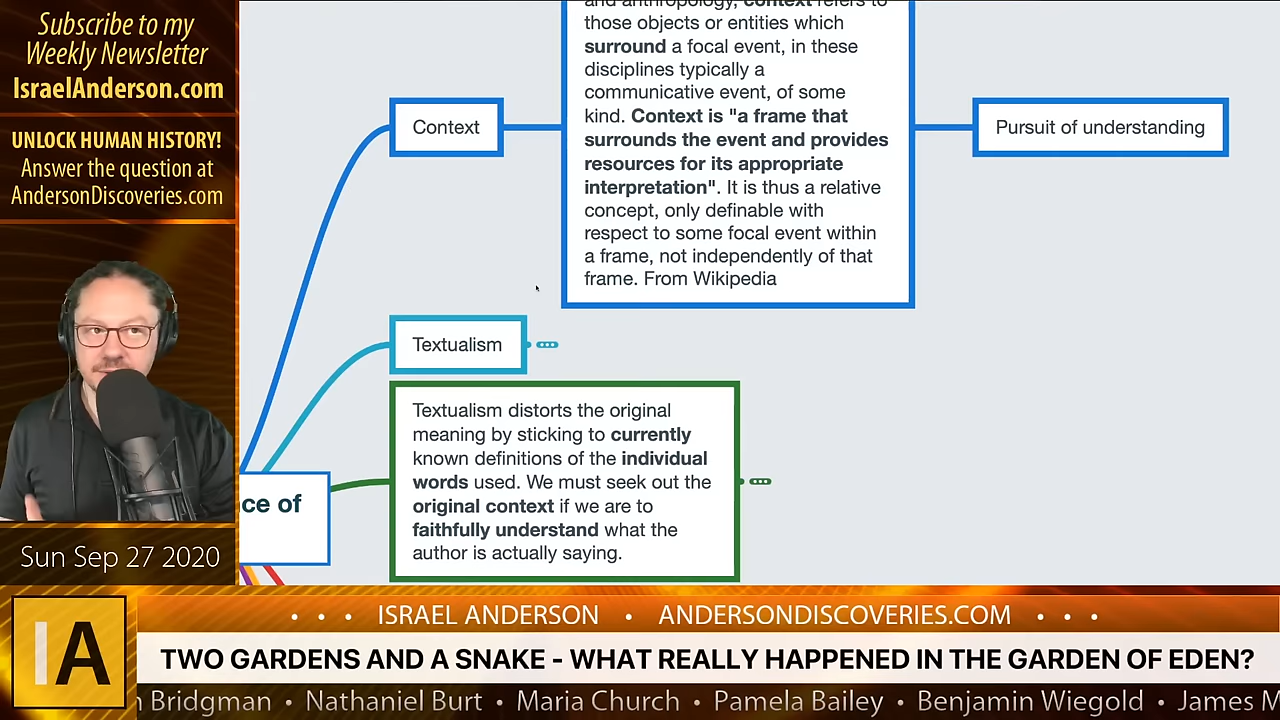 Subscribe to my
Weekly Newsletter
IsraelAnderson.com
UNLOCK HUMAN HISTORY!
Answer the question at
AndersonDiscoveries.com
and anthropology, context refers to
those objects or entities which
surround a focal event, in these
disciplines typically a
communicative event, of some
kind. Context is "a frame that
surrounds the event and provides
resources for its appropriate
interpretation". It is thus a relative
concept, only definable with
respect to some focal event within
a frame, not independently of that
frame. From Wikipedia
Context
Pursuit of understanding
Textualism
Textualism distorts the original
meaning by sticking to currently
known definitions of the individual
words used. We must seek out the
original context if we are to
faithfully understand what the
author is actually saying.
ce of
Sun Sep 27 2020
IA
• • • ISRAEL ANDERSON • ANDERSONDISCOVERIES.COM • • •
TWO GARDENS AND A SNAKE - WHAT REALLY HAPPENED IN THE GARDEN OF EDEN?
Bridgman • Nathaniel Burt • Maria Church • Pamela Bailey • Benjamin Wiegold • James M